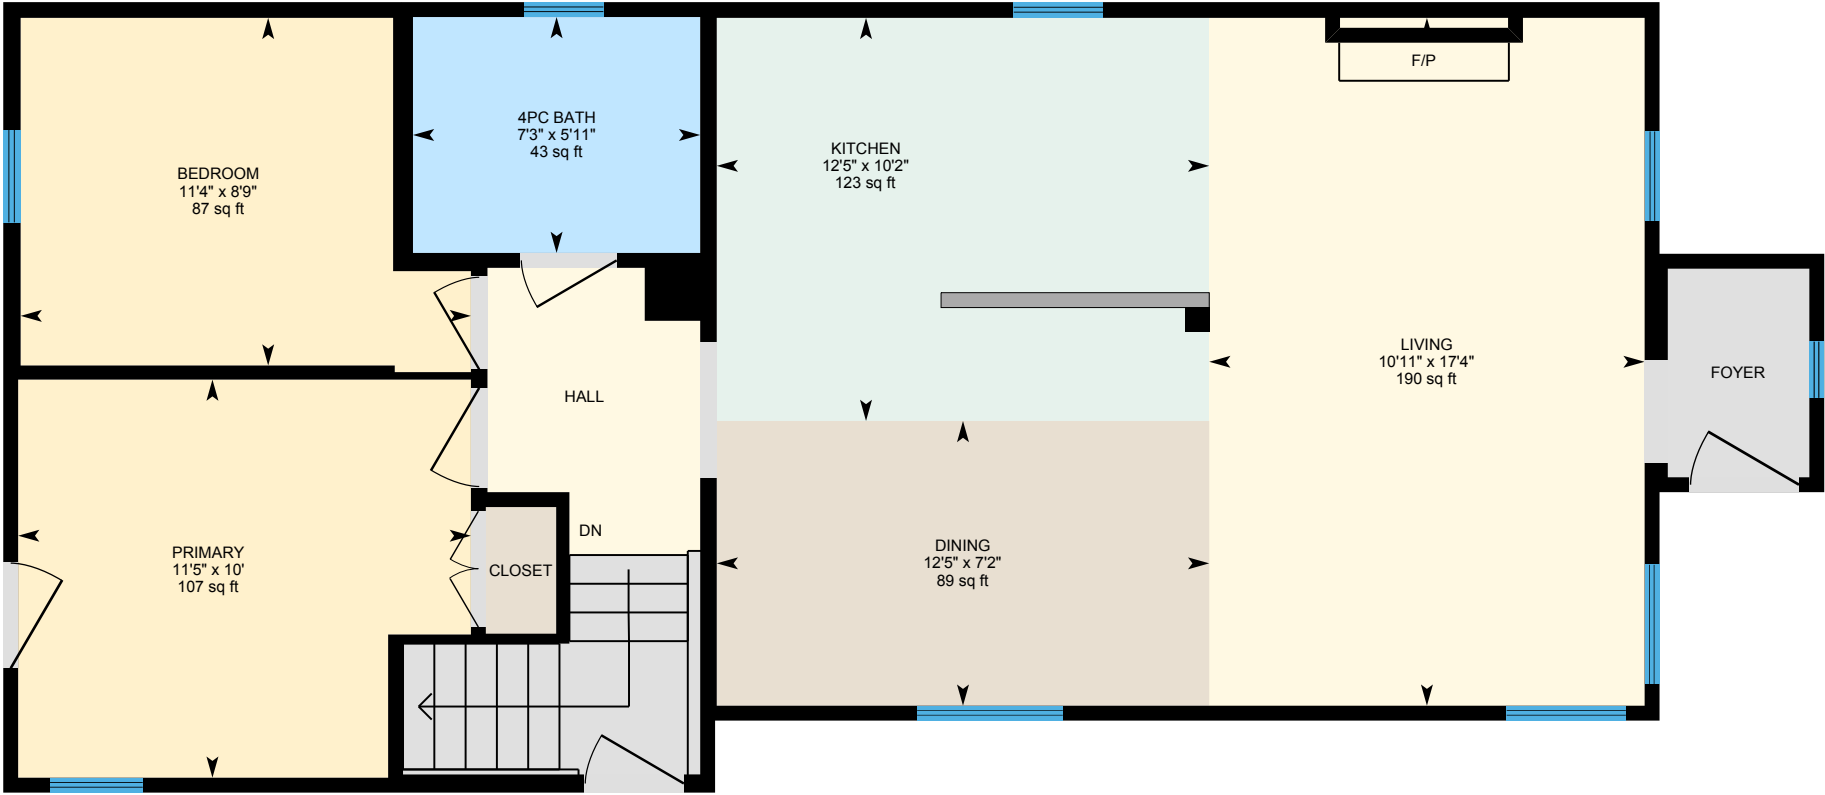 BEDROOM
11'4" x 8'9"
87 sq ft
4PC BATH
7'3" x 5'11"
43 sq ft
KITCHEN
12'5" x 10'2"
123 sq ft
F/P
LIVING
10'11" x 17'4"
190 sq ft
FOYER
HALL
PRIMARY
11'5" x 10'
107 sq ft
CLOSET
DN
DINING
12'5" x 7'2"
89 sq ft